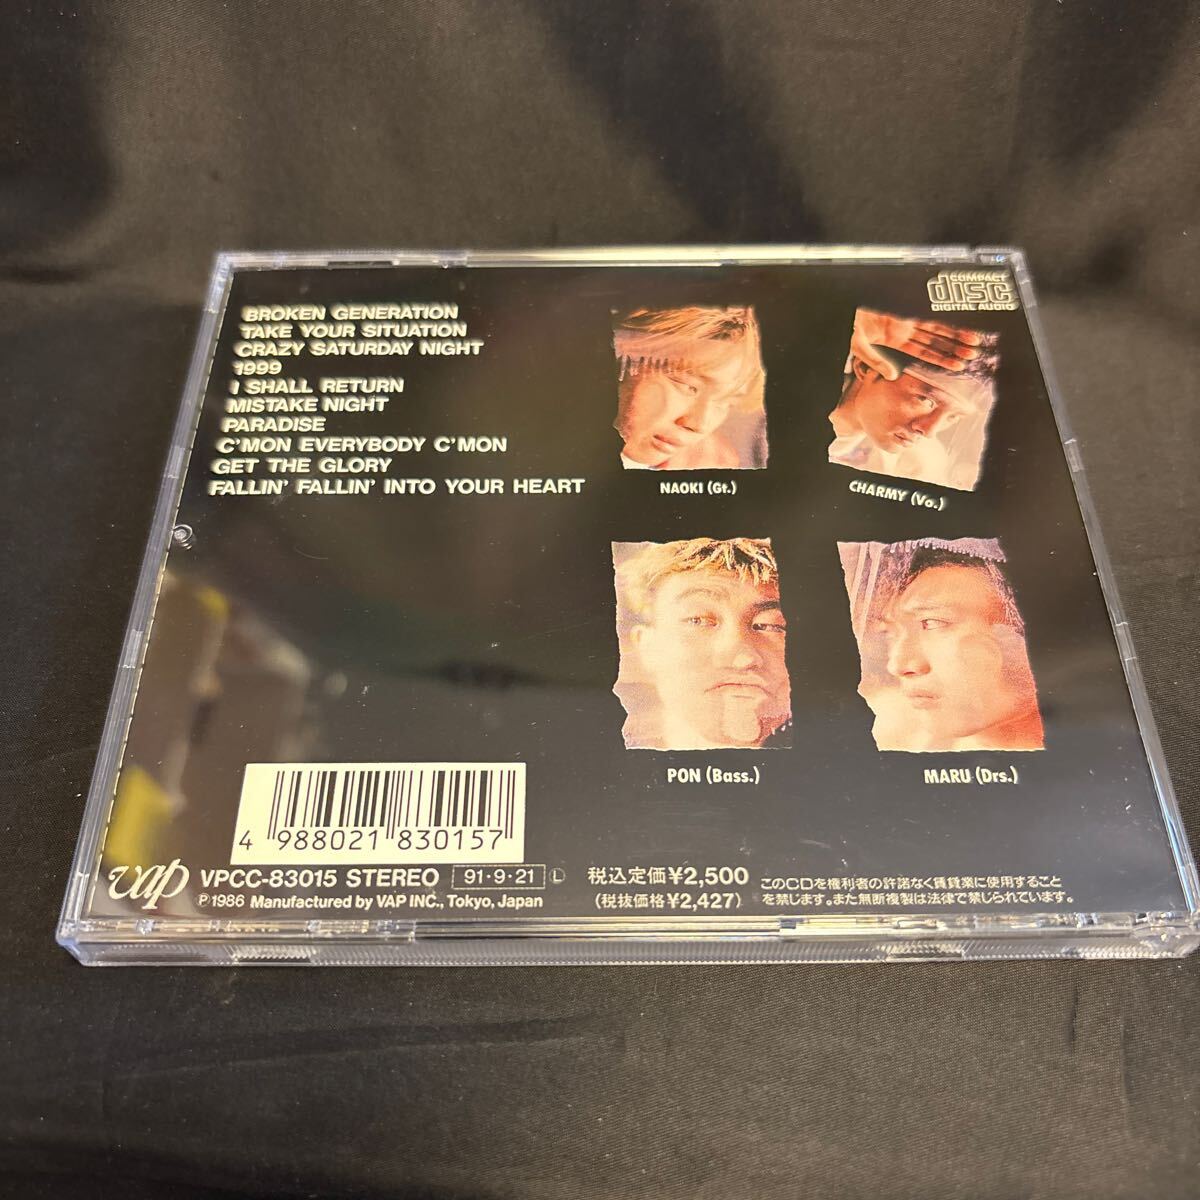 BROKEN GENERATION
TAKE YOUR SITUATION
CRAZY SATURDAY NIGHT
1999
I SHALL RETURN
MISTAKE NIGHT
PARADISE
C'MON EVERYBODY C'MON
GET THE GLORY
FALLIN' FALLIN' INTO YOUR HEART
COMPACT
disc
DIGITAL AUDIO
NAOKI (Gt.)
CHARMY (Vo.)
PON (Bass.)
MARU (Drs.)
4 988021 830157
vap VPCC-83015 STEREO 91·9·21 Ⓛ 税込定価¥2,500
℗1986 Manufactured by VAP INC., Tokyo, Japan (税抜価格¥2,427)
このCDを権利者の許諾なく賃貸業に使用すること
を禁じます。また無断複製は法律で禁じられています。